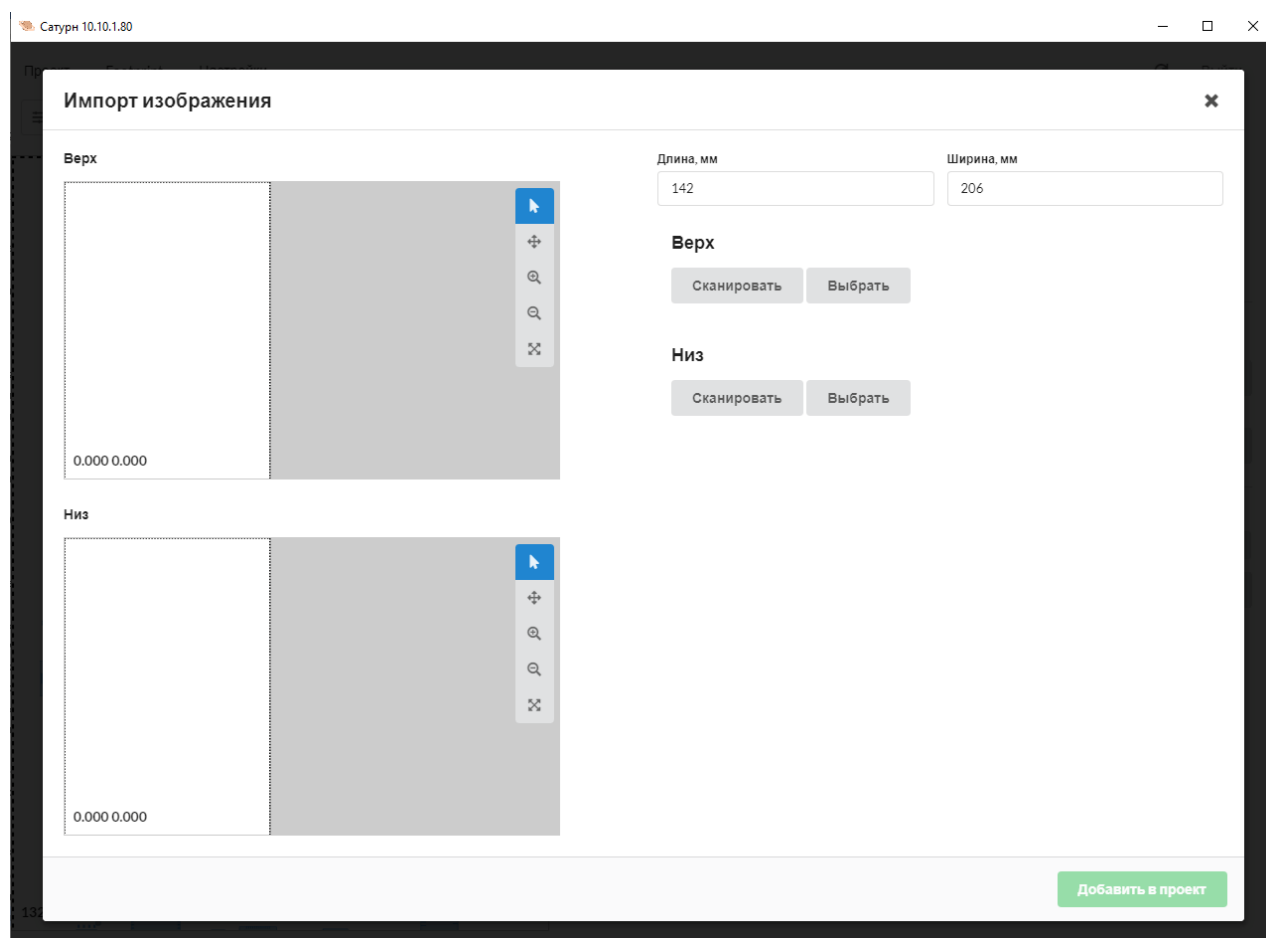 Сатурн 10.10.1.80
Импорт изображения
Верх
Длина, мм
Ширина, мм
142
206
Верх
Сканировать
Выбрать
0.000 0.000
Низ
Сканировать
Выбрать
Низ
0.000 0.000
Добавить в проект
132